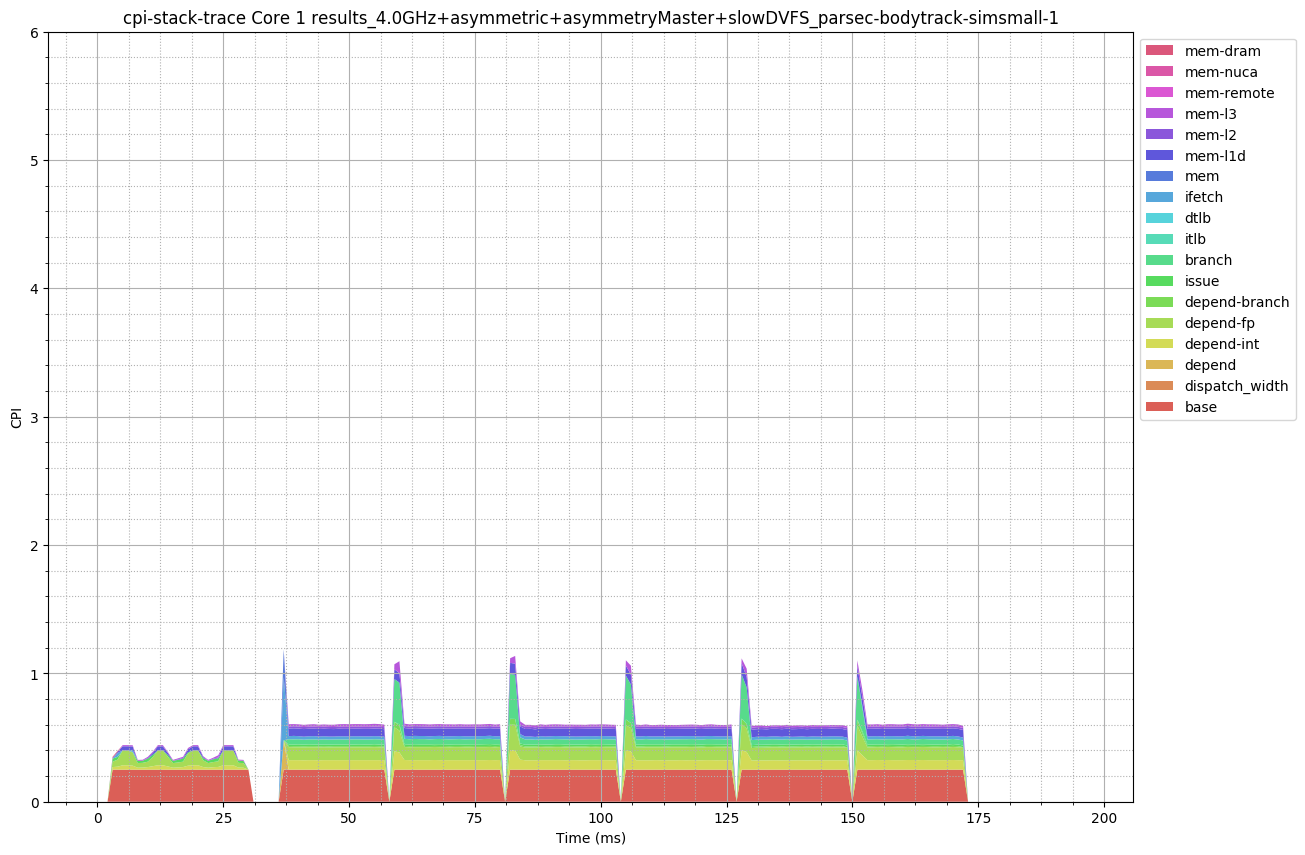 cpi-stack-trace Core 1 results_4.0GHz+asymmetric+asymmetryMaster+slowDVFS_parsec-bodytrack-simsmall-1
6
5
4
3
2
1
0
CPI
0
25
50
75
100
125
150
175
200
Time (ms)
mem-dram
mem-nuca
mem-remote
mem-l3
mem-l2
mem-l1d
mem
ifetch
dtlb
itlb
branch
issue
depend-branch
depend-fp
depend-int
depend
dispatch_width
base